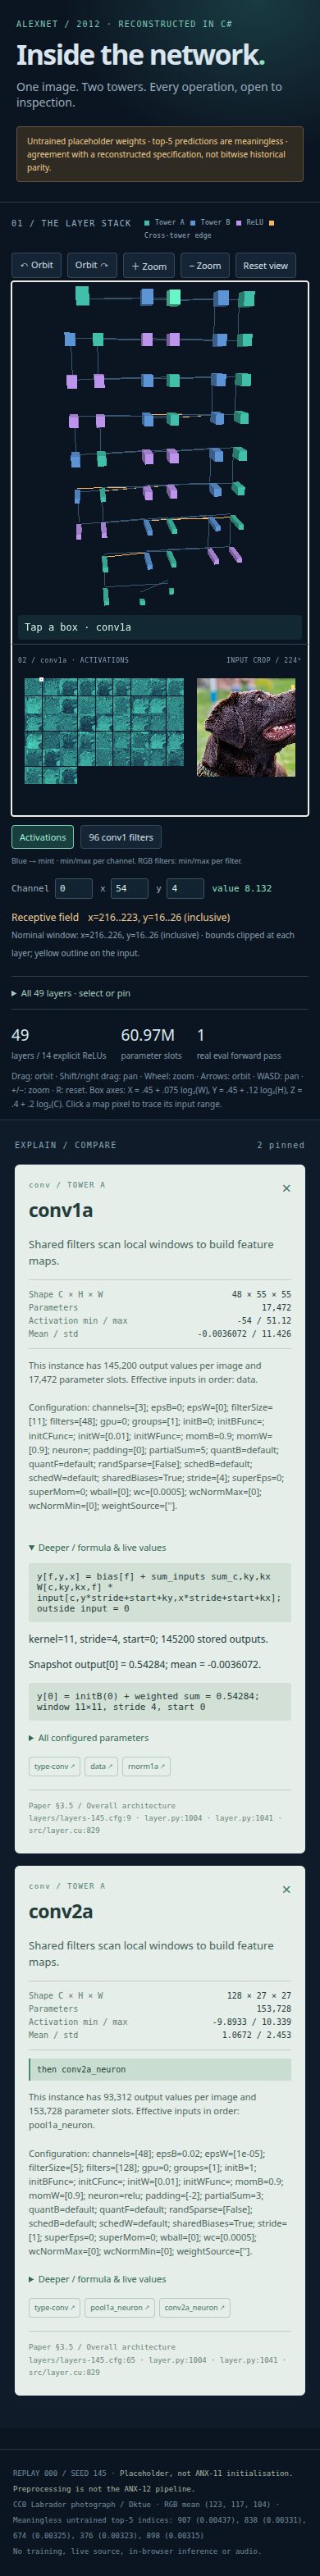 ALEXNET / 2012 · RECONSTRUCTED IN C#
Inside the network.
One image. Two towers. Every operation, open to
inspection.
Untrained placeholder weights · top-5 predictions are meaningless ·
agreement with a reconstructed specification, not bitwise historical
parity.
01 / THE LAYER STACK
Tower A Tower B ReLU
Cross-tower edge
↶ Orbit Orbit ↷ + Zoom − Zoom Reset view
Tap a box · conv1a
02 / conv1a · ACTIVATIONS INPUT CROP / 224²
Activations 96 conv1 filters
Blue → mint · min/max per channel. RGB filters: min/max per filter.
Channel 0 x 54 y 4 value 8.132
Receptive field x=216..223, y=16..26 (inclusive)
Nominal window: x=216..226, y=16..26 (inclusive) · bounds clipped at each
layer; yellow outline on the input.
▶ All 49 layers · select or pin
49 60.97M 1
layers / 14 explicit ReLUs parameter slots real eval forward pass
Drag: orbit · Shift/right drag: pan · Wheel: zoom · Arrows: orbit · WASD: pan ·
+/−: zoom · R: reset. Box axes: X = .45 + .075 log₂(W), Y = .45 + .12 log₂(H), Z =
.4 + .2 log₂(C). Click a map pixel to trace its input range.
EXPLAIN / COMPARE 2 pinned
conv / TOWER A ✕
conv1a
Shared filters scan local windows to build feature
maps.
Shape C × H × W 48 × 55 × 55
Parameters 17,472
Activation min / max -54 / 51.12
Mean / std -0.0036072 / 11.426
This instance has 145,200 output values per image and
17,472 parameter slots. Effective inputs in order: data.
Configuration: channels=[3]; epsB=0; epsW=[0]; filterSize=
[11]; filters=[48]; gpu=0; groups=[1]; initB=0; initBFunc=;
initCFunc=; initW=[0.01]; initWFunc=; momB=0.9; momW=
[0.9]; neuron=; padding=[0]; partialSum=5; quantB=default;
quantF=default; randSparse=[False]; schedB=default;
schedW=default; sharedBiases=True; stride=[4]; superEps=0;
superMom=0; wball=[0]; wc=[0.0005]; wcNormMax=[0];
wcNormMin=[0]; weightSource=[''].
▼ Deeper / formula & live values
y[f,y,x] = bias[f] + sum_inputs sum_c,ky,kx
W[c,ky,kx,f] *
input[c,y*stride+start+ky,x*stride+start+kx];
outside input = 0
kernel=11, stride=4, start=0; 145200 stored outputs.
Snapshot output[0] = 0.54284; mean = -0.0036072.
y[0] = initB(0) + weighted sum = 0.54284;
window 11×11, stride 4, start 0
▶ All configured parameters
type-conv ↗ data ↗ rnorm1a ↗
Paper §3.5 / Overall architecture
layers/layers-145.cfg:9 · layer.py:1004 · layer.py:1041 ·
src/layer.cu:829
conv / TOWER A ✕
conv2a
Shared filters scan local windows to build feature
maps.
Shape C × H × W 128 × 27 × 27
Parameters 153,728
Activation min / max -9.8933 / 10.339
Mean / std 1.0672 / 2.453
then conv2a_neuron
This instance has 93,312 output values per image and
153,728 parameter slots. Effective inputs in order:
pool1a_neuron.
Configuration: channels=[48]; epsB=0.02; epsW=[1e-05];
filterSize=[5]; filters=[128]; gpu=0; groups=[1]; initB=1;
initBFunc=; initCFunc=; initW=[0.01]; initWFunc=; momB=0.9;
momW=[0.9]; neuron=relu; padding=[-2]; partialSum=3;
quantB=default; quantF=default; randSparse=[False];
schedB=default; schedW=default; sharedBiases=True; stride=
[1]; superEps=0; superMom=0; wball=[0]; wc=[0.0005];
wcNormMax=[0]; wcNormMin=[0]; weightSource=[''].
▶ Deeper / formula & live values
type-conv ↗ pool1a_neuron ↗ conv2a_neuron ↗
Paper §3.5 / Overall architecture
layers/layers-145.cfg:65 · layer.py:1004 · layer.py:1041 ·
src/layer.cu:829
REPLAY 000 / SEED 145 · Placeholder, not ANX-11 initialisation.
Preprocessing is not the ANX-12 pipeline.
CC0 Labrador photograph / Dktue · RGB mean (123, 117, 104) ·
Meaningless untrained top-5 indices: 907 (0.00437), 838 (0.00331),
674 (0.00325), 376 (0.00323), 898 (0.00315)
No training, live source, in-browser inference or audio.